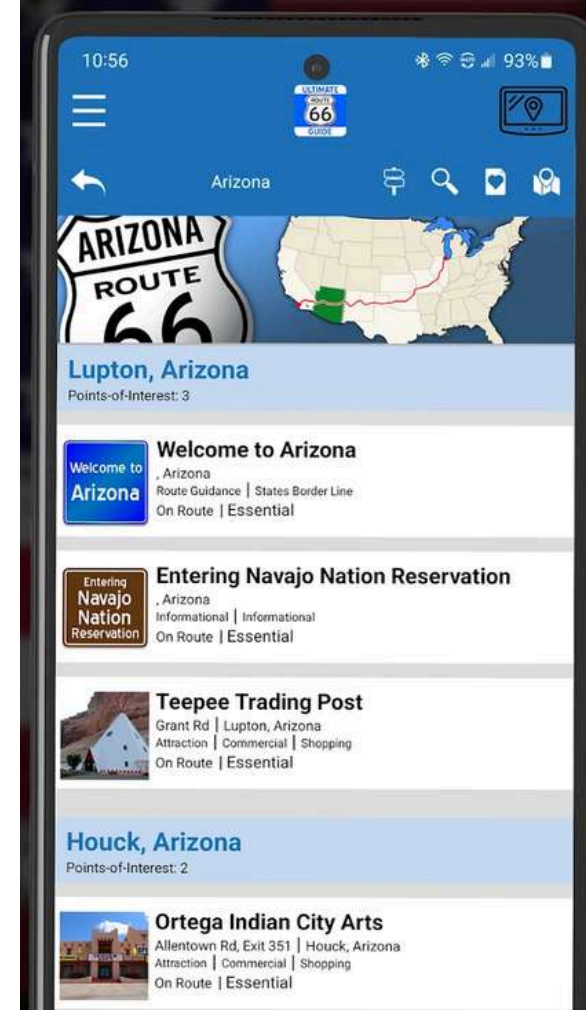 10:56
93%
ULTIMATE
ROUTE
66
GUIDE
Arizona
ARIZONA
ROUTE
66
Lupton, Arizona
Points-of-Interest: 3
Welcome to
Arizona
Welcome to Arizona
, Arizona
Route Guidance | States Border Line
On Route | Essential
Entering
Navajo
Nation
Reservation
Entering Navajo Nation Reservation
, Arizona
Informational | Informational
On Route | Essential
Teepee Trading Post
Grant Rd | Lupton, Arizona
Attraction | Commercial | Shopping
On Route | Essential
Houck, Arizona
Points-of-Interest: 2
Ortega Indian City Arts
Allentown Rd, Exit 351 | Houck, Arizona
Attraction | Commercial | Shopping
On Route | Essential